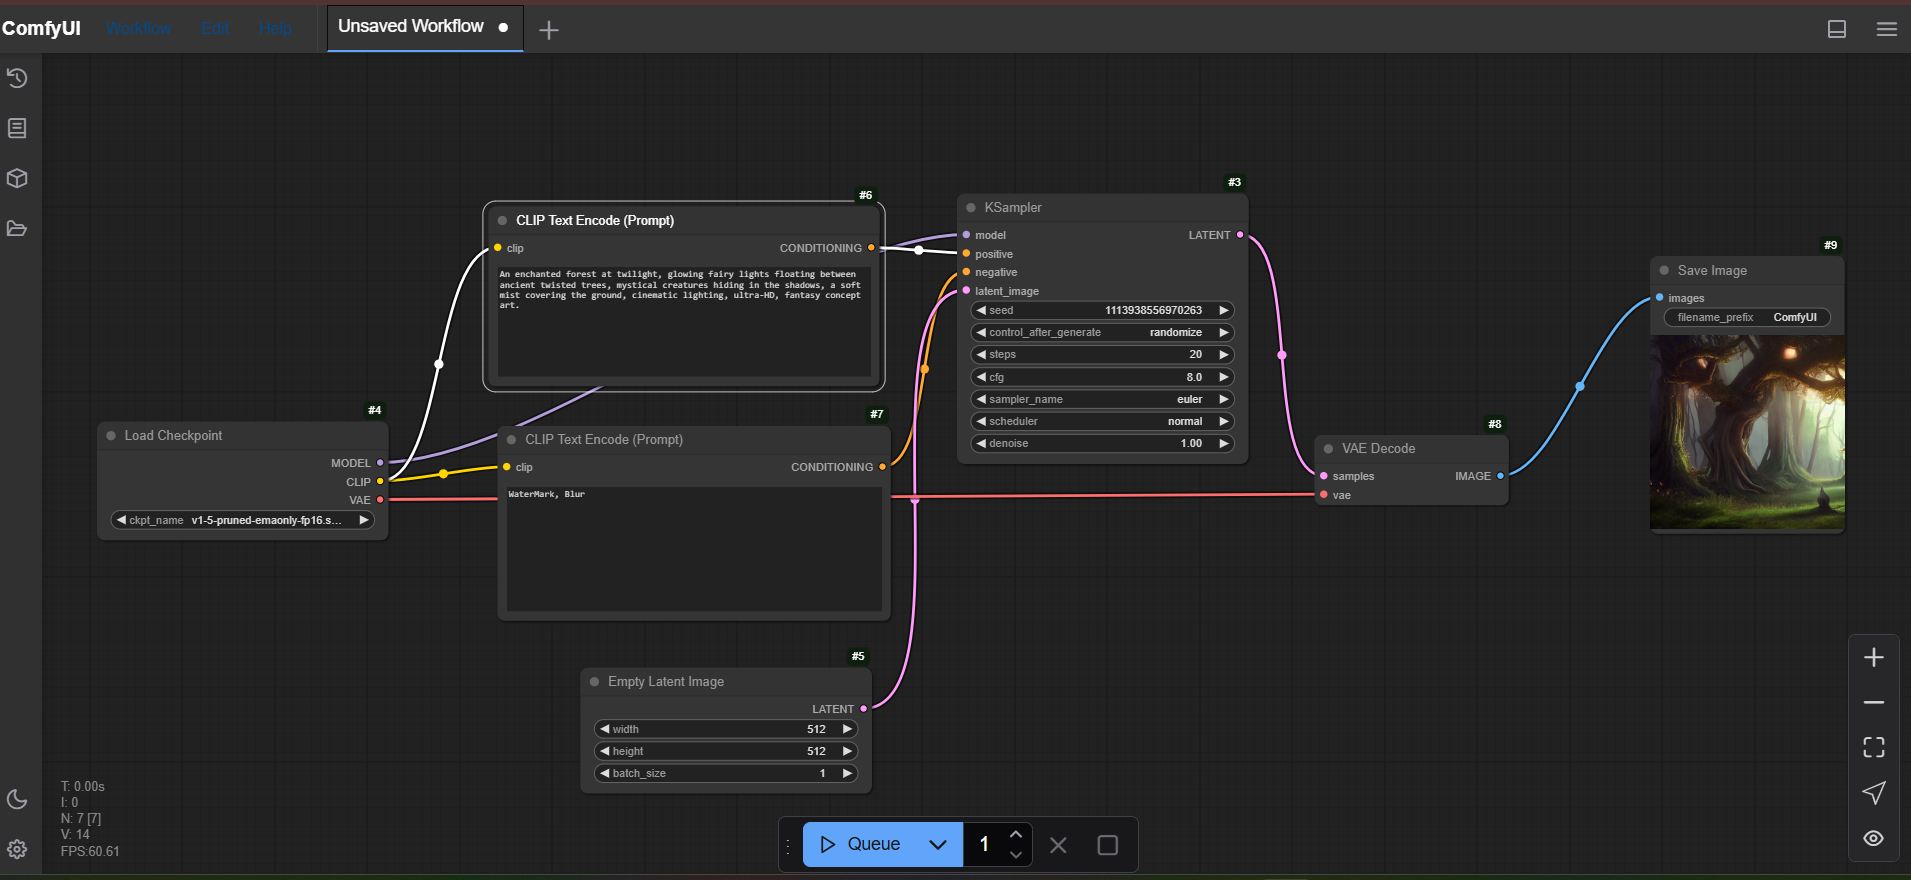 ComfyUI Workflow Edit Help Unsaved Workflow
#6
CLIP Text Encode (Prompt)
clip CONDITIONING
An enchanted forest at twilight, glowing fairy lights floating between
ancient twisted trees, mystical creatures hiding in the shadows, a soft
mist covering the ground, cinematic lighting, ultra-HD, fantasy concept
art.
#3
KSampler
model LATENT
positive
negative
latent_image
seed 1113938556970263
control_after_generate randomize
steps 20
cfg 8.0
sampler_name euler
scheduler normal
denoise 1.00
#9
Save Image
images
filename_prefix ComfyUI
#4
Load Checkpoint
MODEL
CLIP
VAE
ckpt_name v1-5-pruned-emaonly-fp16.s...
#7
CLIP Text Encode (Prompt)
clip CONDITIONING
WaterMark, Blur
#8
VAE Decode
samples IMAGE
vae
#5
Empty Latent Image
LATENT
width 512
height 512
batch_size 1
T: 0.00s
I: 0
N: 7 [7]
V: 14
FPS:60.61
Queue 1